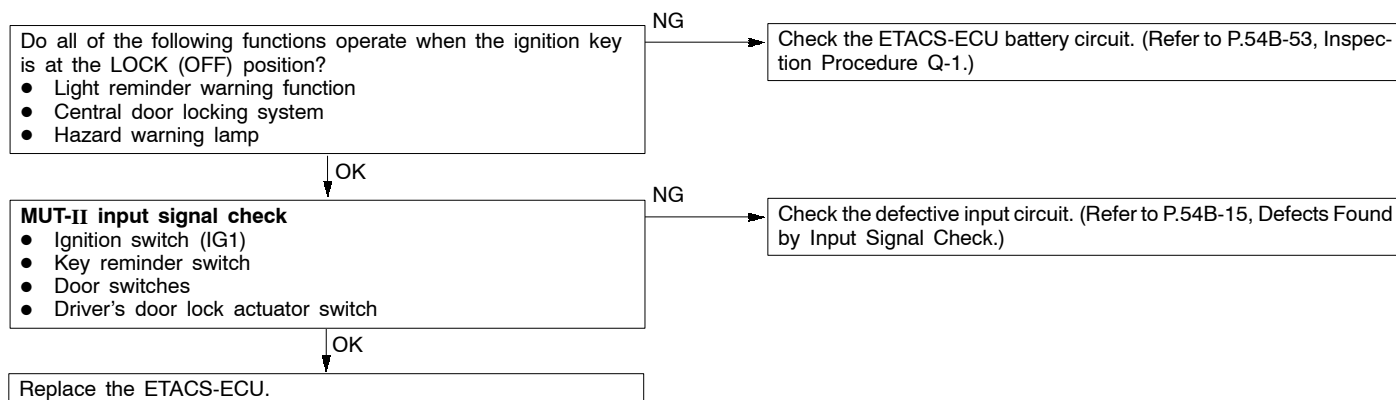 Do all of the following functions operate when the ignition key
is at the LOCK (OFF) position?
● Light reminder warning function
● Central door locking system
● Hazard warning lamp
NG
Check the ETACS-ECU battery circuit. (Refer to P.54B-53, Inspec-
tion Procedure Q-1.)
OK
MUT-II input signal check
● Ignition switch (IG1)
● Key reminder switch
● Door switches
● Driver's door lock actuator switch
NG
Check the defective input circuit. (Refer to P.54B-15, Defects Found
by Input Signal Check.)
OK
Replace the ETACS-ECU.